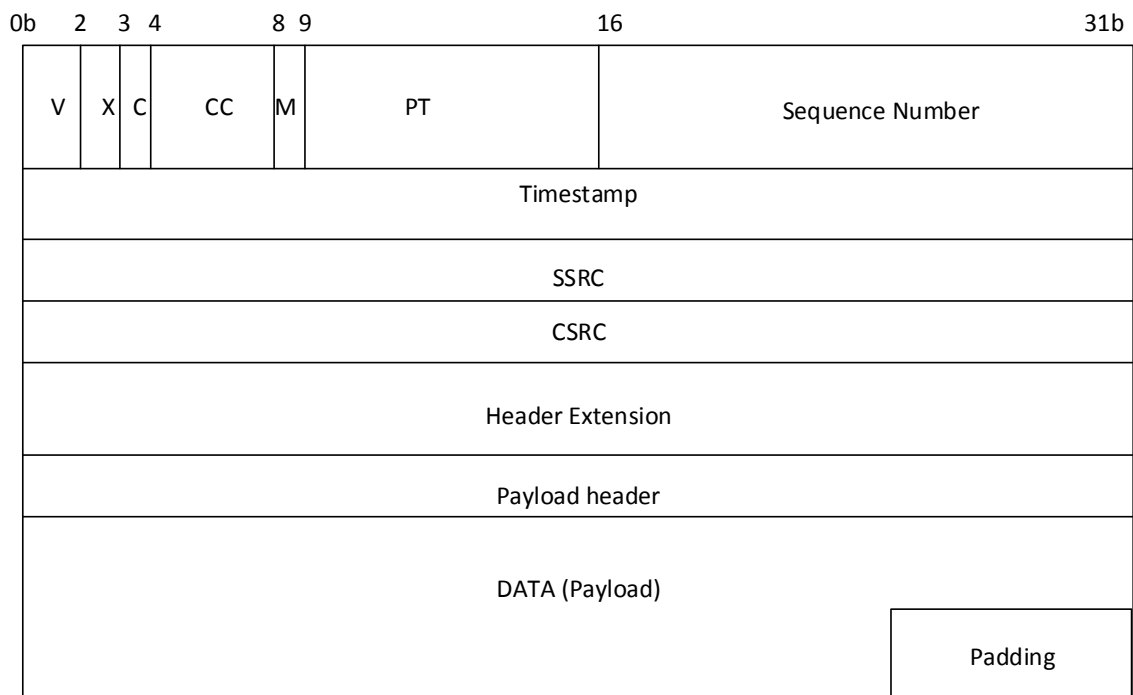 0b 2 3 4 8 9 16 31b
V X C CC M PT Sequence Number
Timestamp
SSRC
CSRC
Header Extension
Payload header
DATA (Payload)
Padding